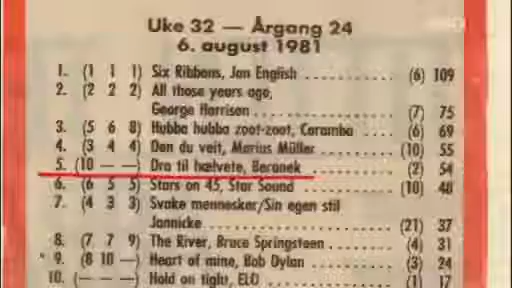 Uke 32 — Årgang 24
6. august 1981
1. (1 1 1) Six Ribbons, Jon English .......... (6) 109
2. (2 2 2) All those years ago,
George Harrison .......... (7) 75
3. (5 6 8) Hubba hubba zoot-zoot, Caramba (6) 69
4. (3 4 4) Den du veit, Marius Müller .......... (10) 55
5. (10 — —) Dra til hælvete, Beranek .......... (2) 54
6. (6 5 5) Stars on 45, Star Sound .......... (10) 48
7. (4 3 3) Svake mennesker/Sin egen stil
Jannicke .......... (21) 37
8. (7 7 9) The River, Bruce Springsteen .... (4) 31
* 9. (8 10 —) Heart of mine, Bob Dylan .......... (3) 24
10. (— — —) Hold on tight, ELO .......... (1) 17